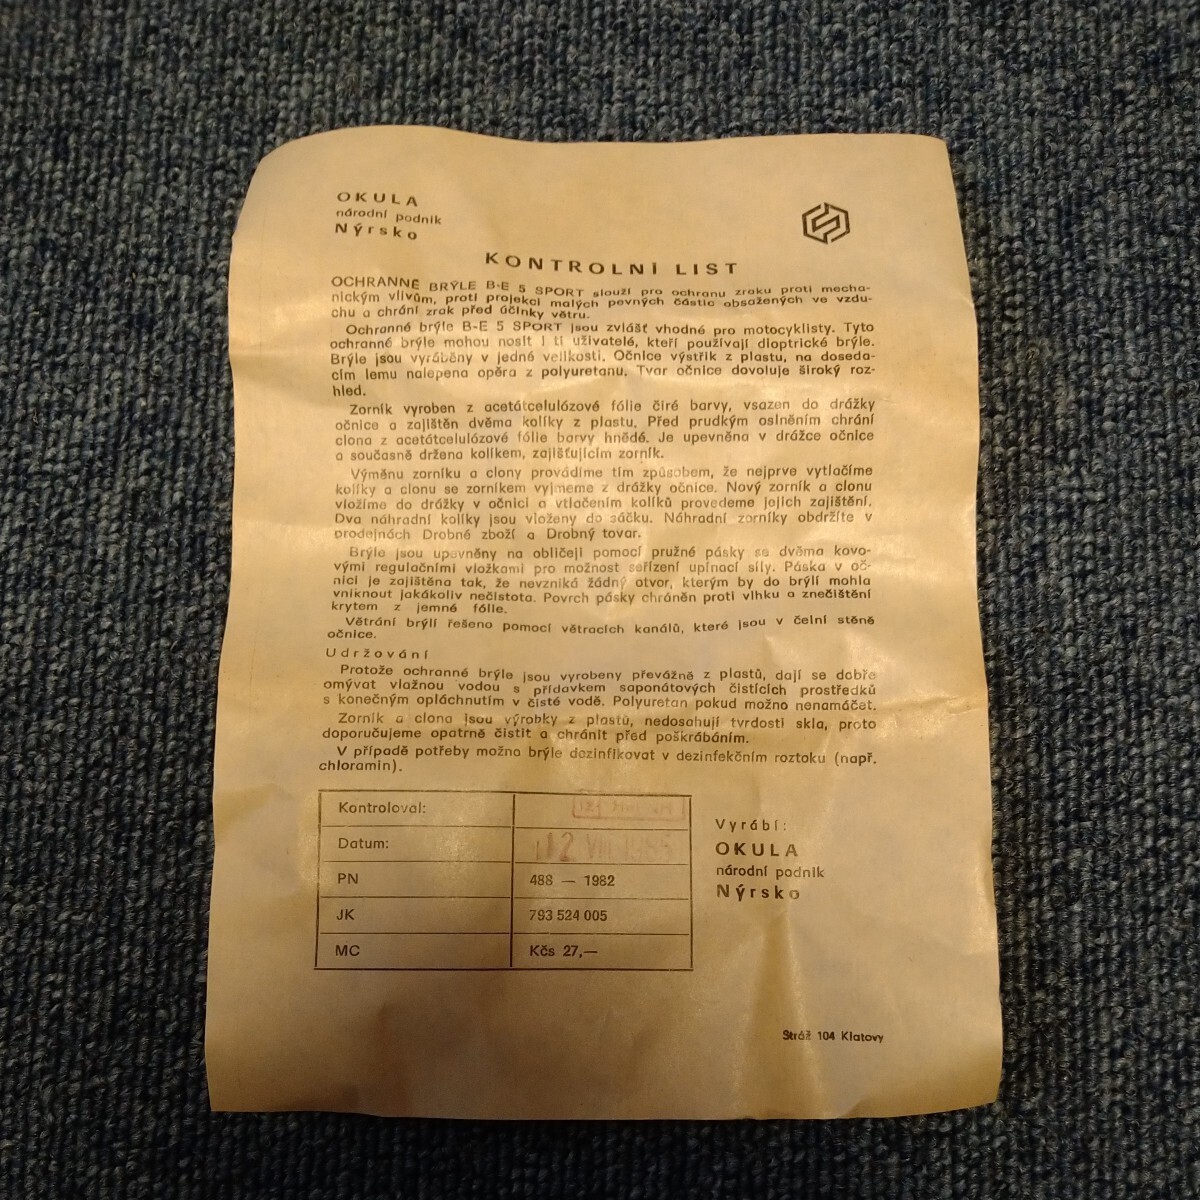 OKULA
národní podnik
Nýrsko
KONTROLNÍ LIST
OCHRANNÉ BRÝLE B-E 5 SPORT slouží pro ochranu zraku proti mecha-
nickým vlivům, proti projekci malých pevných částic obsažených ve vzdu-
chu a chrání zrak před účinky větru.
Ochranné brýle B-E 5 SPORT jsou zvlášť vhodné pro motocyklisty. Tyto
ochranné brýle mohou nosit i ti uživatelé, kteří používají dioptrické brýle.
Brýle jsou vyráběny v jedné velikosti. Očnice výstřik z plastu, na doseda-
cím lemu nalepena opěra z polyuretanu. Tvar očnice dovoluje široký roz-
hled.
Zorník vyroben z acetátcelulózové fólie čiré barvy, vsazen do drážky
očnice a zajištěn dvěma kolíky z plastu. Před prudkým oslněním chrání
clona z acetátcelulózové fólie barvy hnědé. Je upevněna v drážce očnice
a současně držena kolíkem, zajišťujícím zorník.
Výměnu zorníku a clony provádíme tím způsobem, že nejprve vytlačíme
kolíky a clonu se zorníkem vyjmeme z drážky očnice. Nový zorník a clonu
vložíme do drážky v očnici a vtlačením kolíků provedeme jejich zajištění.
Dva náhradní kolíky jsou vloženy do sáčku. Náhradní zorníky obdržíte v
prodejnách Drobné zboží a Drobný tovar.
Brýle jsou upevněny na obličeji pomocí pružné pásky se dvěma kovo-
vými regulačními vložkami pro možnost seřízení upínací síly. Páska v oč-
nici je zajištěna tak, že nevzniká žádný otvor, kterým by do brýlí mohla
vniknout jakákoliv nečistota. Povrch pásky chráněn proti vlhku a znečištění
krytem z jemné fólie.
Větrání brýlí řešeno pomocí větracích kanálů, které jsou v čelní stěně
očnice.
Udržování
Protože ochranné brýle jsou vyrobeny převážně z plastů, dají se dobře
omývat vlažnou vodou s přídavkem saponátových čistících prostředků
s konečným opláchnutím v čisté vodě. Polyuretan pokud možno nenamáčet.
Zorník a clona jsou výrobky z plastu, nedosahují tvrdosti skla, proto
doporučujeme opatrně čistit a chránit před poškrábáním.
V případě potřeby možno brýle dezinfikovat v dezinfekčním roztoku (např.
chloramin).
Kontroloval:
Datum: 12 VIII 1985
PN 488 — 1982
JK 793 524 005
MC Kčs 27,—
Vyrábí:
OKULA
národní podnik
Nýrsko
Stráž 104 Klatovy